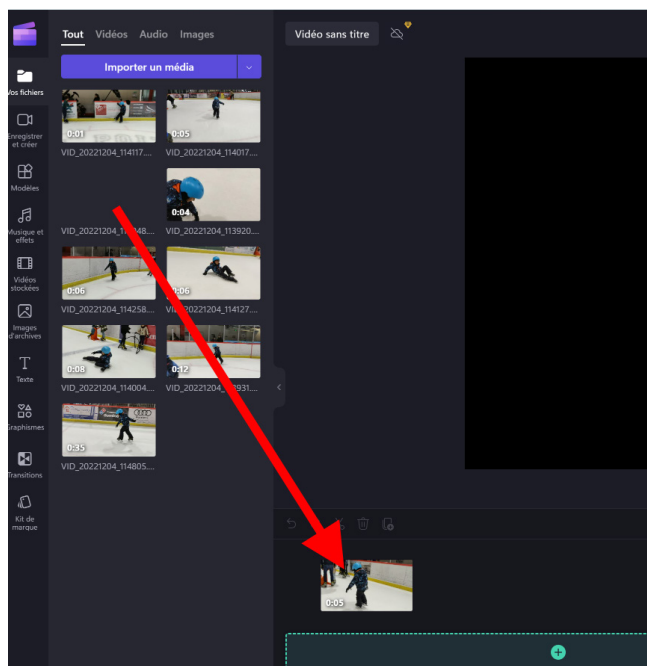 Tout Vidéos Audio Images
Vidéo sans titre
Importer un média
Vos fichiers
Enregistrer
et créer
Modèles
Musique et
effets
Vidéos
stockées
Images
d'archives
Texte
Graphismes
Transitions
Kit de
marque
0:01
0:05
VID_20221204_114117....
VID_20221204_114017....
0:04
VID_20221204_113920....
0:06
0:06
VID_20221204_114258....
VID_20221204_114127....
0:08
0:12
VID_20221204_114004....
0:35
VID_20221204_114805....
0:05